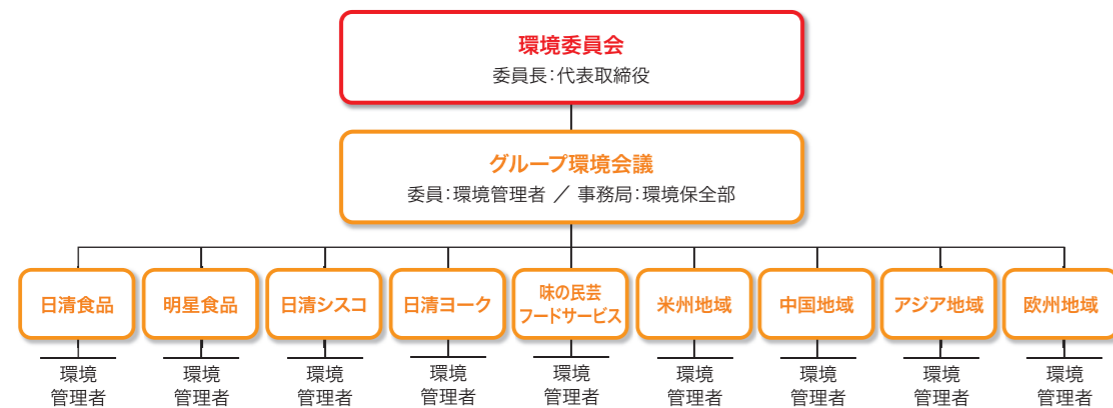 環境委員会
委員長：代表取締役
グループ環境会議
委員：環境管理者 ／ 事務局：環境保全部
日清食品
明星食品
日清シスコ
日清ヨーク
味の民芸
フードサービス
米州地域
中国地域
アジア地域
欧州地域
環境
管理者
環境
管理者
環境
管理者
環境
管理者
環境
管理者
環境
管理者
環境
管理者
環境
管理者
環境
管理者